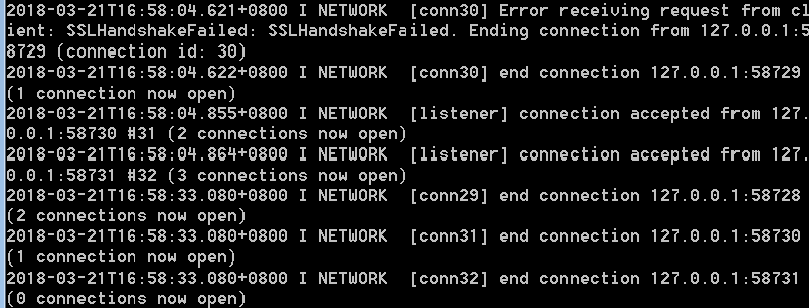 2018-03-21T16:58:04.621+0800 I NETWORK  [conn30] Error receiving request from cl
ient: SSLHandshakeFailed: SSLHandshakeFailed. Ending connection from 127.0.0.1:5
8729 (connection id: 30)
2018-03-21T16:58:04.622+0800 I NETWORK  [conn30] end connection 127.0.0.1:58729
(1 connection now open)
2018-03-21T16:58:04.855+0800 I NETWORK  [listener] connection accepted from 127.
0.0.1:58730 #31 (2 connections now open)
2018-03-21T16:58:04.864+0800 I NETWORK  [listener] connection accepted from 127.
0.0.1:58731 #32 (3 connections now open)
2018-03-21T16:58:33.080+0800 I NETWORK  [conn29] end connection 127.0.0.1:58728
(2 connections now open)
2018-03-21T16:58:33.080+0800 I NETWORK  [conn31] end connection 127.0.0.1:58730
(1 connection now open)
2018-03-21T16:58:33.080+0800 I NETWORK  [conn32] end connection 127.0.0.1:58731
(0 connections now open)